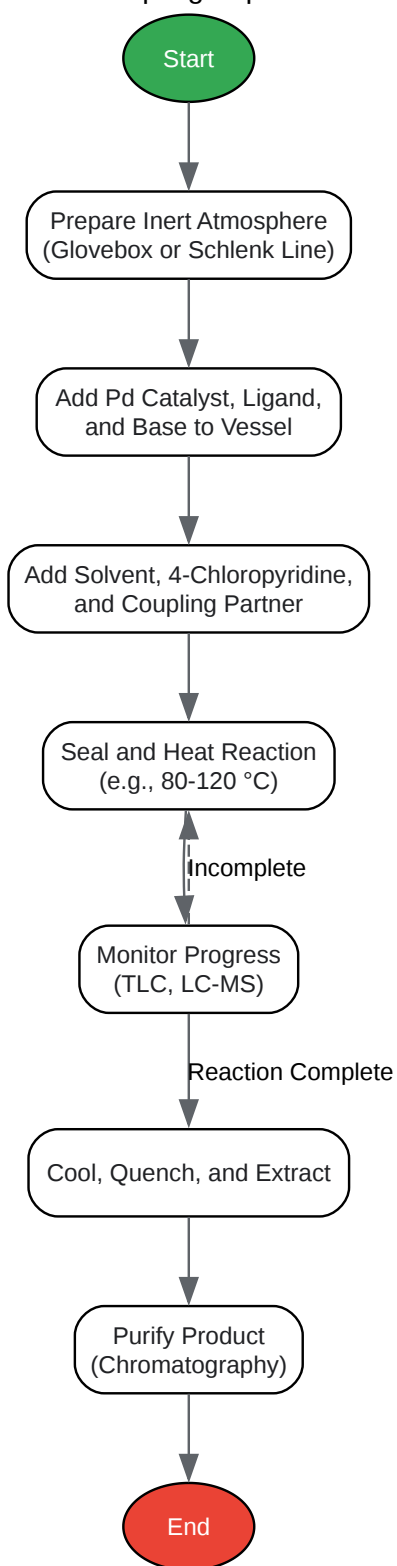 Start
Prepare Inert Atmosphere
(Glovebox or Schlenk Line)
Add Pd Catalyst, Ligand,
and Base to Vessel
Add Solvent, 4-Chloropyridine,
and Coupling Partner
Seal and Heat Reaction
(e.g., 80-120 °C)
Incomplete
Monitor Progress
(TLC, LC-MS)
Reaction Complete
Cool, Quench, and Extract
Purify Product
(Chromatography)
End